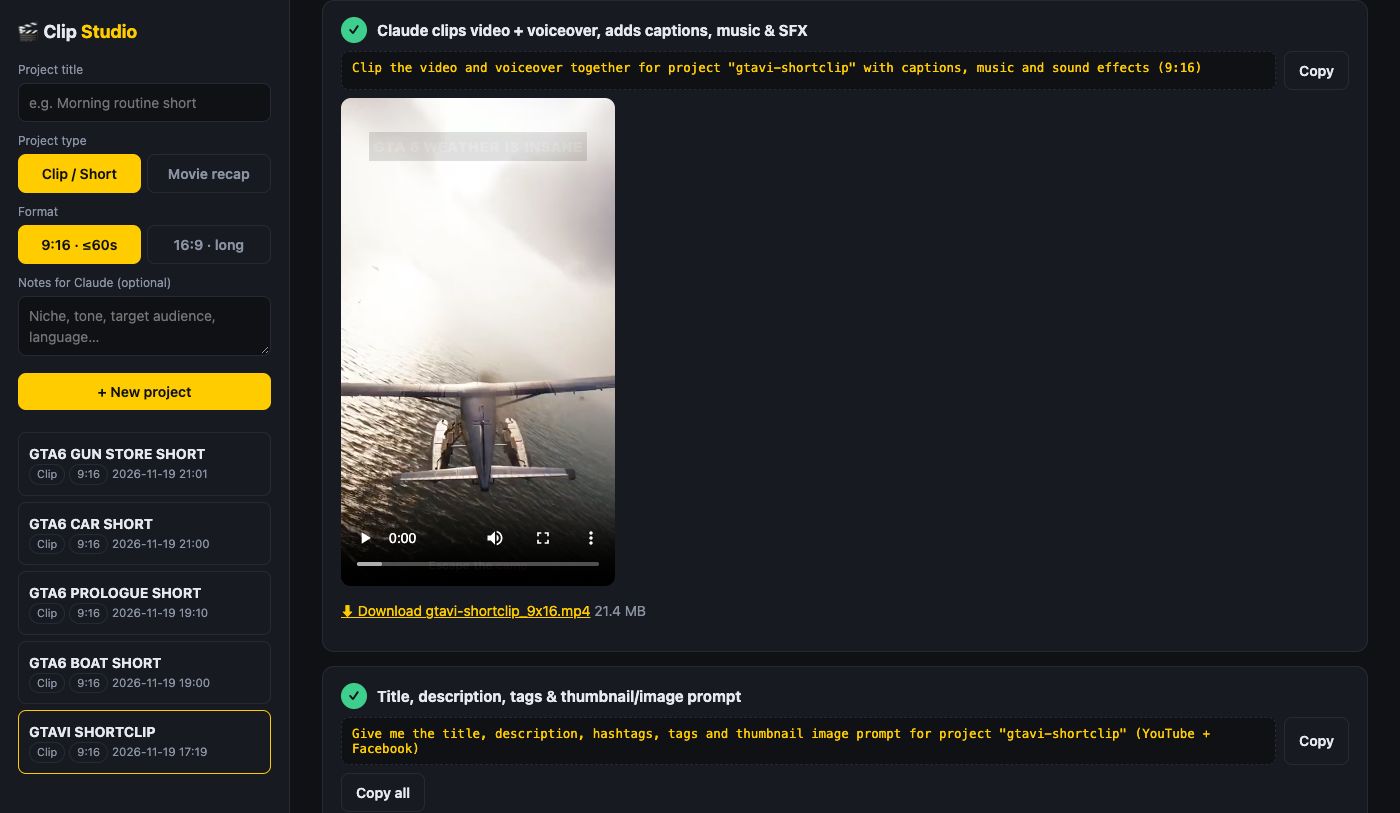 🎬 Clip Studio
Project title
e.g. Morning routine short
Project type
Clip / Short
Movie recap
Format
9:16 · ≤60s
16:9 · long
Notes for Claude (optional)
Niche, tone, target audience,
language...
+ New project
GTA6 GUN STORE SHORT
Clip 9:16 2026-11-19 21:01
GTA6 CAR SHORT
Clip 9:16 2026-11-19 21:00
GTA6 PROLOGUE SHORT
Clip 9:16 2026-11-19 19:10
GTA6 BOAT SHORT
Clip 9:16 2026-11-19 19:00
GTAVI SHORTCLIP
Clip 9:16 2026-11-19 17:19
Claude clips video + voiceover, adds captions, music & SFX
Clip the video and voiceover together for project "gtavi-shortclip" with captions, music and sound effects (9:16)
Copy
GTA 6 WEATHER IS INSANE
0:00
Escape the
⬇ Download gtavi-shortclip_9x16.mp4 21.4 MB
Title, description, tags & thumbnail/image prompt
Give me the title, description, hashtags, tags and thumbnail image prompt for project "gtavi-shortclip" (YouTube +
Facebook)
Copy
Copy all